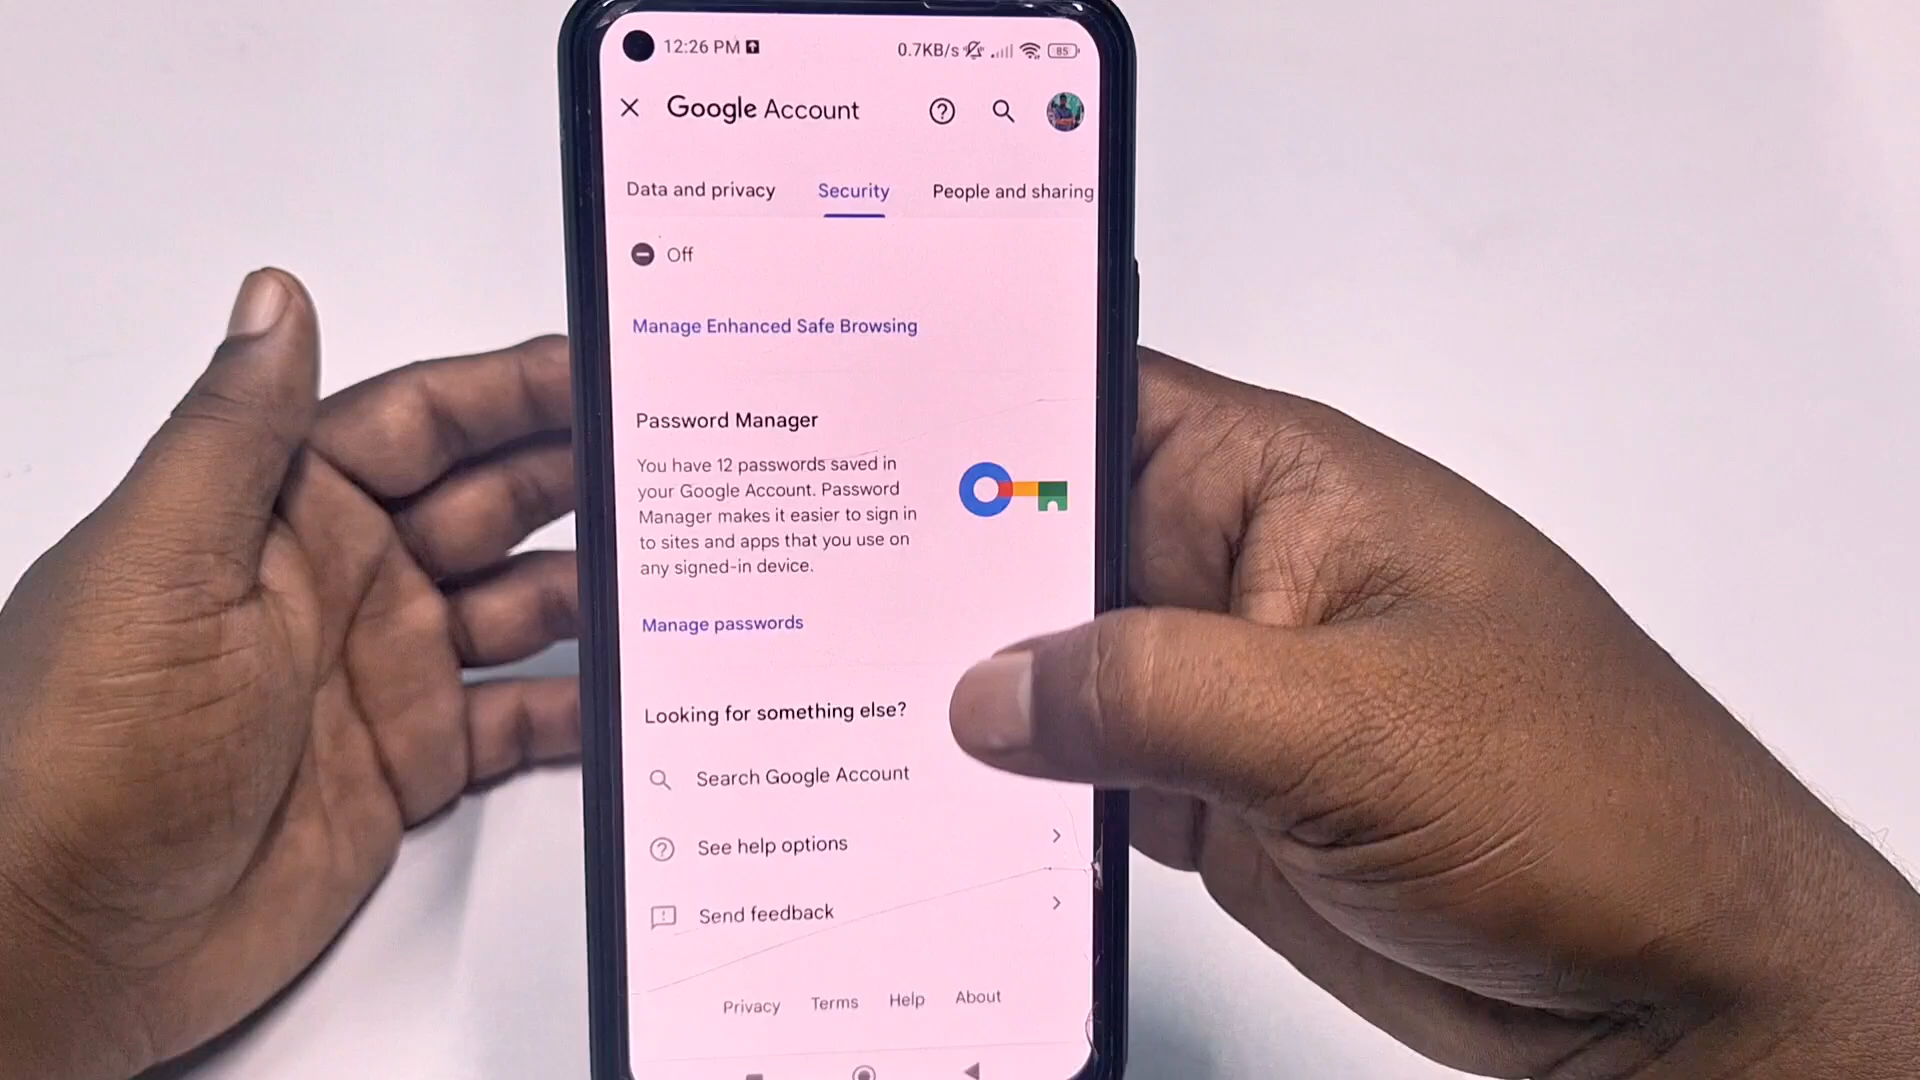 12:26 PM 0.7KB/s 85
Google Account
Data and privacy Security People and sharing
Off
Manage Enhanced Safe Browsing
Password Manager
You have 12 passwords saved in
your Google Account. Password
Manager makes it easier to sign in
to sites and apps that you use on
any signed-in device.
Manage passwords
Looking for something else?
Search Google Account
See help options
Send feedback
Privacy Terms Help About